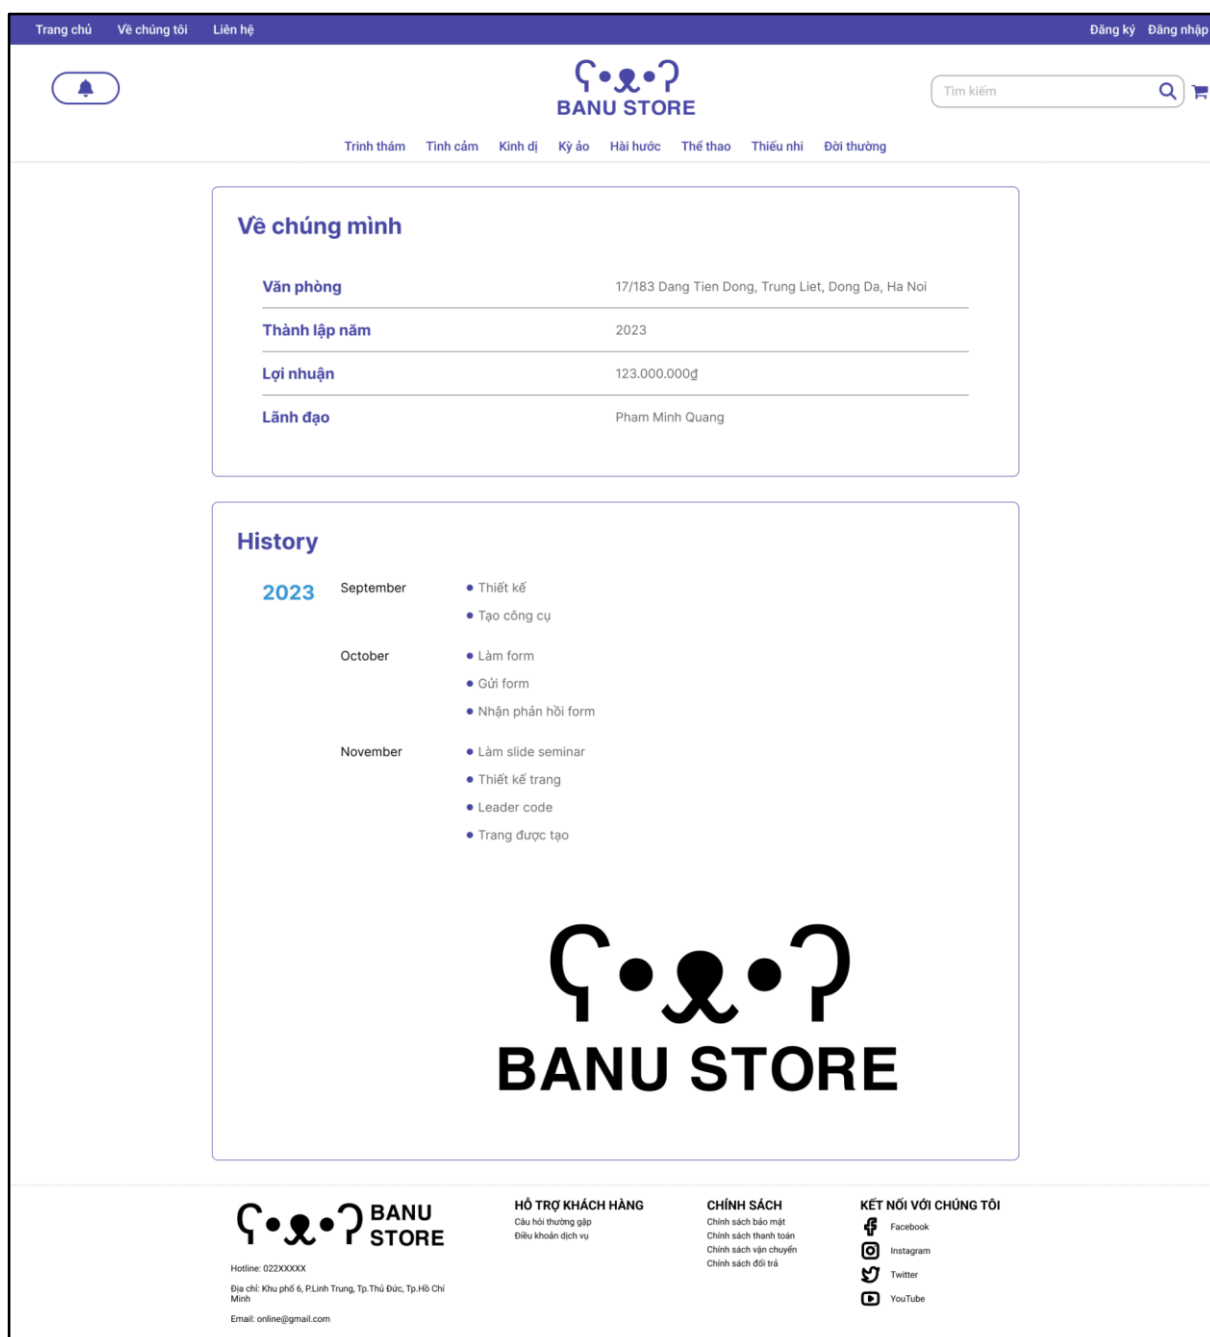 Trang chủ Về chúng tôi Liên hệ Đăng ký Đăng nhập
BANU STORE
Tìm kiếm
Trinh thám Tình cảm Kinh dị Kỳ ảo Hài hước Thể thao Thiếu nhi Đời thường
Về chúng mình
Văn phòng 17/183 Dang Tien Dong, Trung Liet, Dong Da, Ha Noi
Thành lập năm 2023
Lợi nhuận 123.000.000₫
Lãnh đạo Pham Minh Quang
History
2023 September • Thiết kế
• Tạo công cụ
October • Làm form
• Gửi form
• Nhận phản hồi form
November • Làm slide seminar
• Thiết kế trang
• Leader code
• Trang được tạo
BANU STORE
BANU
STORE
Hotline: 022XXXXX
Địa chỉ: Khu phố 6, P.Linh Trung, Tp.Thủ Đức, Tp.Hồ Chí
Minh
Email: online@gmail.com
HỖ TRỢ KHÁCH HÀNG
Câu hỏi thường gặp
Điều khoản dịch vụ
CHÍNH SÁCH
Chính sách bảo mật
Chính sách thanh toán
Chính sách vận chuyển
Chính sách đổi trả
KẾT NỐI VỚI CHÚNG TÔI
Facebook
Instagram
Twitter
YouTube